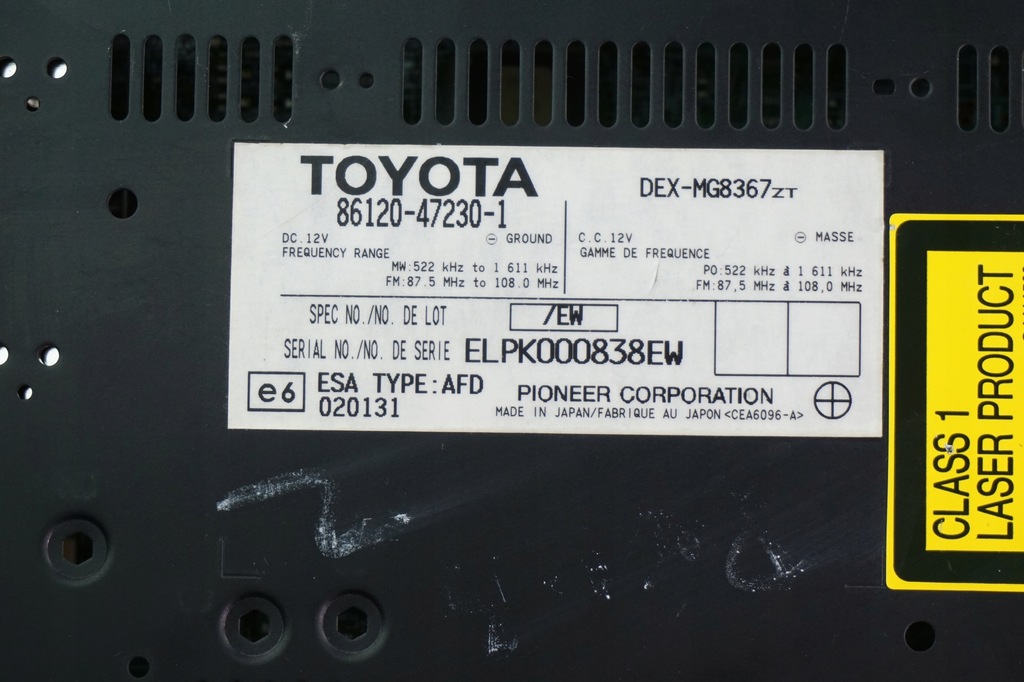 TOYOTA
86120-47230-1
DEX-MG8367ZT
DC.12V ⊖ GROUND
FREQUENCY RANGE
MW:522 kHz to 1 611 kHz
FM:87.5 MHz to 108.0 MHz
C.C.12V ⊖ MASSE
GAMME DE FREQUENCE
PO:522 kHz à 1 611 kHz
FM:87,5 MHz à 108,0 MHz
SPEC NO./NO. DE LOT /EW
SERIAL NO./NO. DE SERIE ELPK000838EW
e6 ESA TYPE:AFD
020131
PIONEER CORPORATION
MADE IN JAPAN/FABRIQUE AU JAPON <CEA6096-A>
CLASS 1
LASER PRODUCT